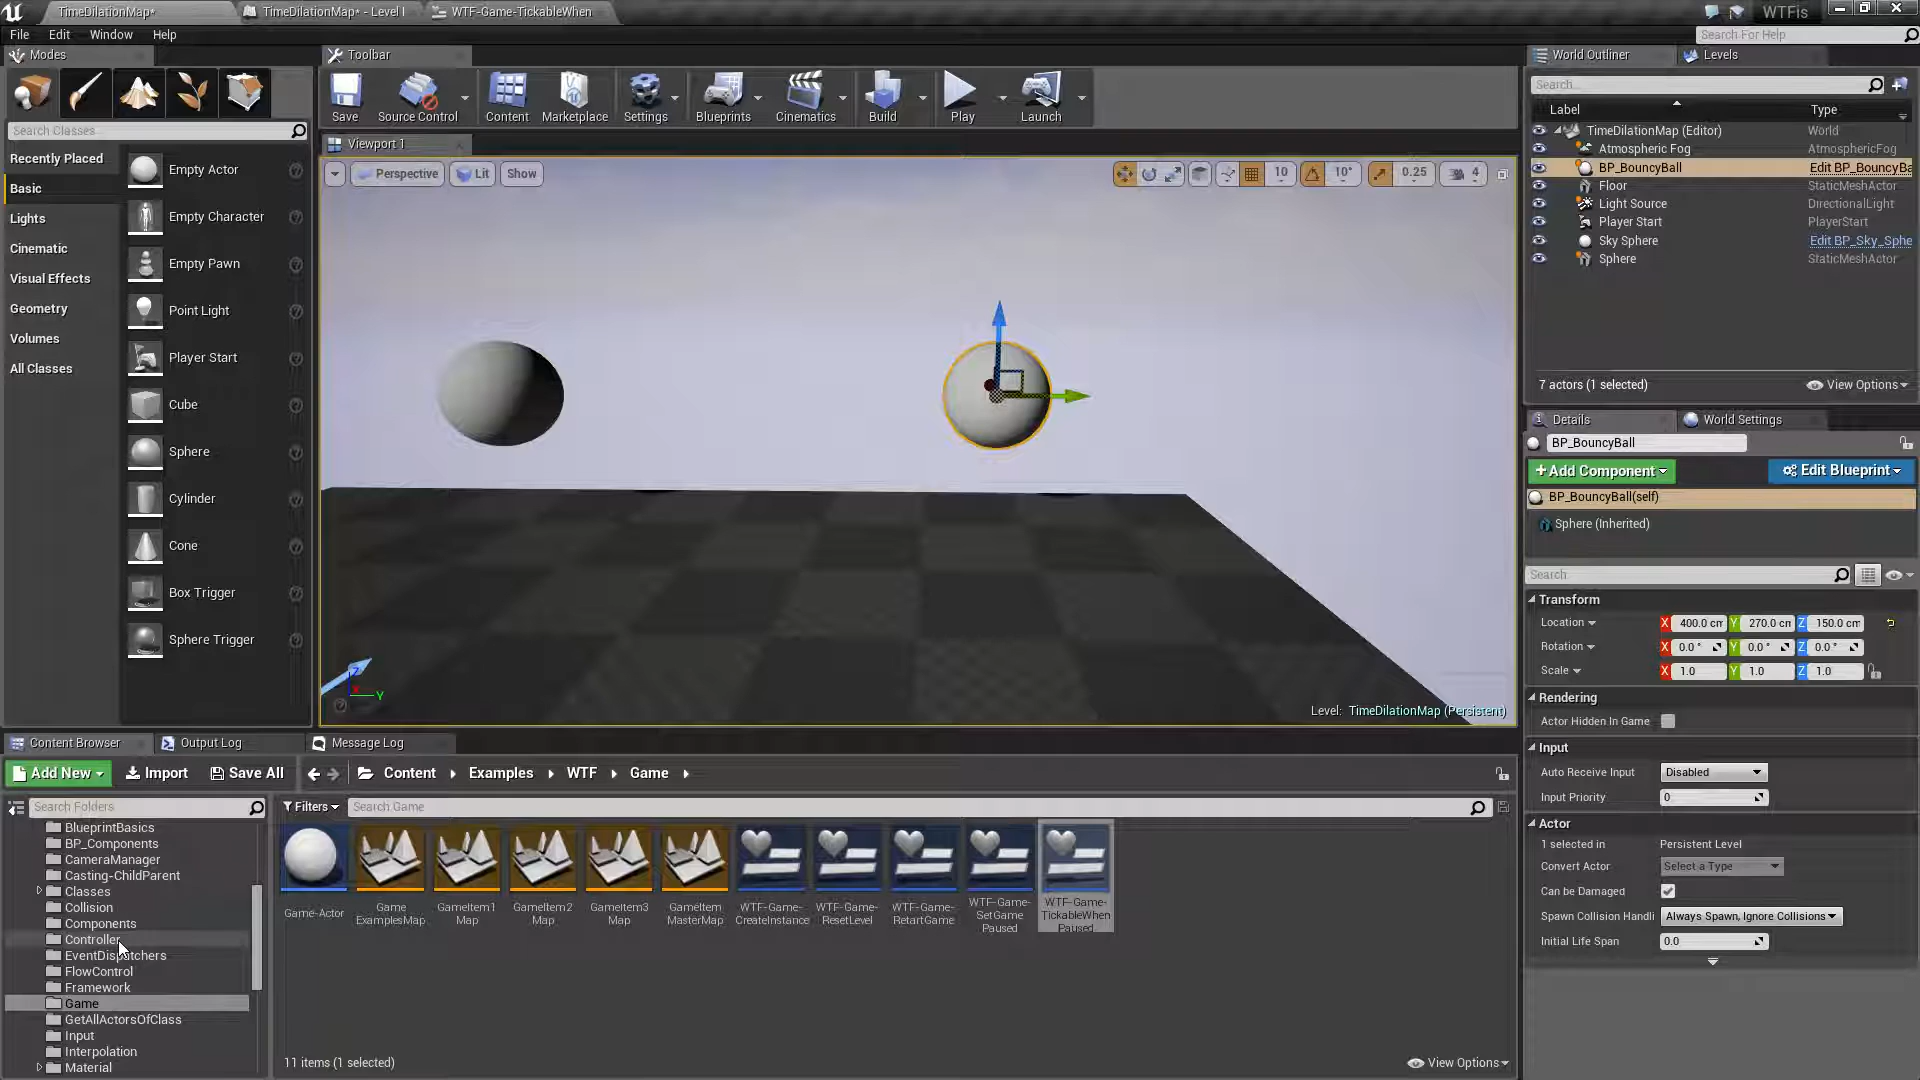 TimeDilationMap*
TimeDilationMap* - Level
WTF-Game-TickableWhen
WTFis
File Edit Window Help
Search For Help
Modes
Toolbar
World Outliner
Levels
Save
Source Control
Content
Marketplace
Settings
Blueprints
Cinematics
Build
Play
Launch
Search...
Label
Type
Search Classes
Viewport 1
TimeDilationMap (Editor) World
Atmospheric Fog AtmosphericFog
BP_BouncyBall Edit BP_BouncyBa
Floor StaticMeshActor
Light Source DirectionalLight
Player Start PlayerStart
Sky Sphere Edit BP_Sky_Sphe
Sphere StaticMeshActor
7 actors (1 selected)
View Options
Recently Placed
Basic
Lights
Cinematic
Visual Effects
Geometry
Volumes
All Classes
Empty Actor
Empty Character
Empty Pawn
Point Light
Player Start
Cube
Sphere
Cylinder
Cone
Box Trigger
Sphere Trigger
Perspective
Lit
Show
10
10°
0.25
4
X
Y
Level: TimeDilationMap (Persistent)
Details
World Settings
BP_BouncyBall
+Add Component
Edit Blueprint
BP_BouncyBall(self)
Sphere (Inherited)
Search
Transform
Location X 400.0 cm Y 270.0 cm Z 150.0 cm
Rotation X 0.0 ° Y 0.0 ° Z 0.0 °
Scale X 1.0 Y 1.0 Z 1.0
Rendering
Actor Hidden In Game
Input
Auto Receive Input Disabled
Input Priority 0
Actor
1 selected in Persistent Level
Convert Actor Select a Type
Can be Damaged
Spawn Collision Handli Always Spawn, Ignore Collisions
Initial Life Span 0.0
Content Browser
Output Log
Message Log
Add New
Import
Save All
Content
Examples
WTF
Game
Search Folders
Filters
Search Game
BlueprintBasics
BP_Components
CameraManager
Casting-ChildParent
Classes
Collision
Components
Controller
EventDispatchers
FlowControl
Framework
Game
GetAllActorsOfClass
Input
Interpolation
Material
Game-Actor
Game
ExamplesMap
GameItem1
Map
GameItem2
Map
GameItem3
Map
GameItem
MasterMap
WTF-Game-
CreateInstance
WTF-Game-
ResetLevel
WTF-Game-
RetartGame
WTF-Game-
SetGame
Paused
WTF-Game-
TickableWhen
Paused
11 items (1 selected)
View Options